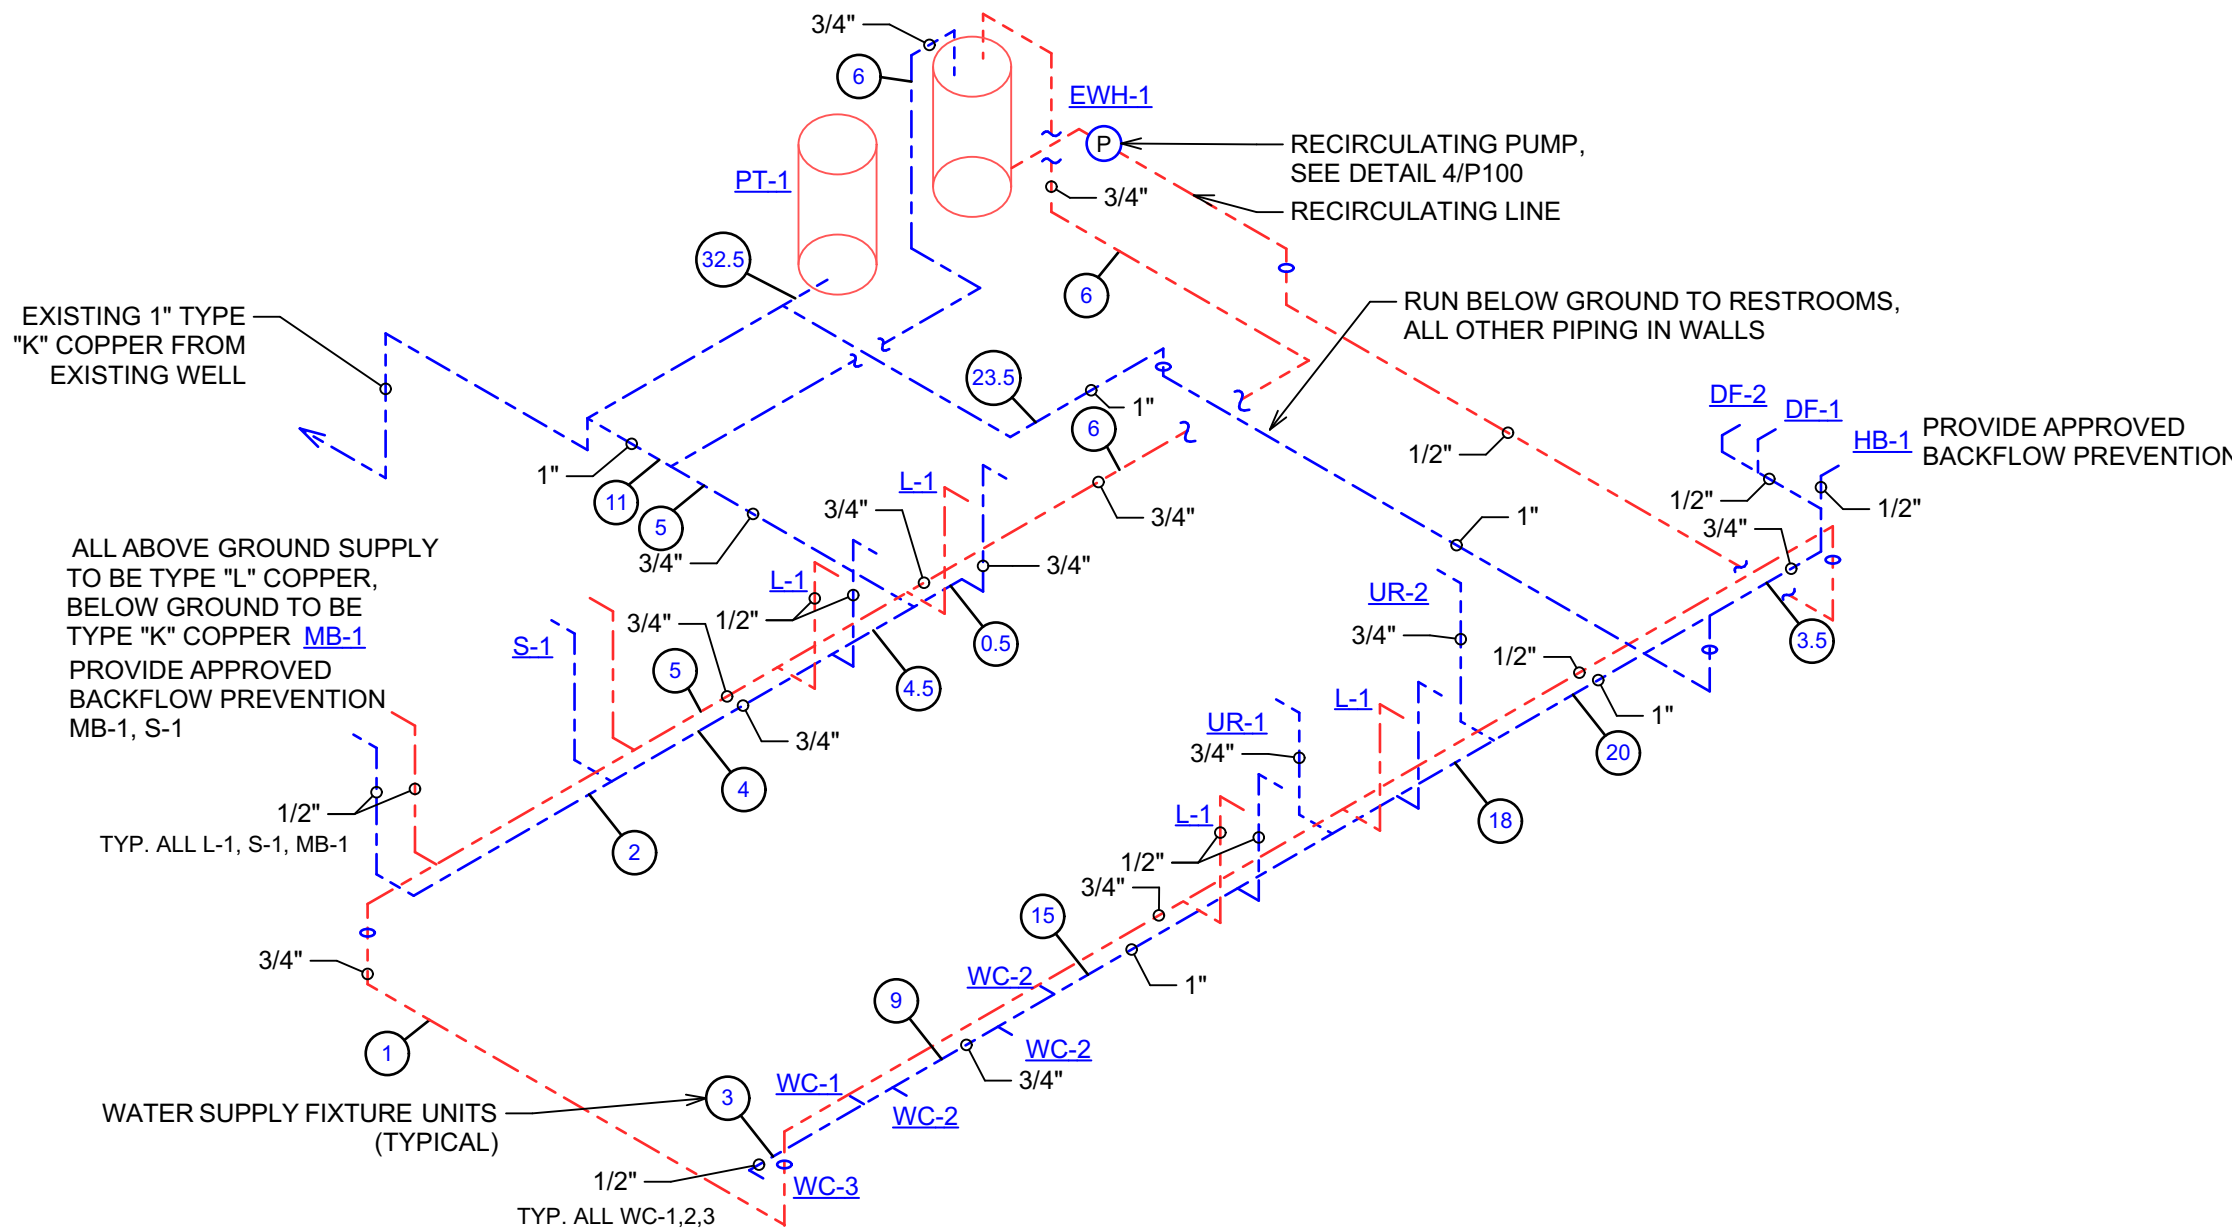 3/4"
6
EWH-1
P
RECIRCULATING PUMP,
SEE DETAIL 4/P100
PT-1
3/4"
RECIRCULATING LINE
32.5
6
EXISTING 1" TYPE
"K" COPPER FROM
EXISTING WELL
RUN BELOW GROUND TO RESTROOMS,
ALL OTHER PIPING IN WALLS
23.5
1"
DF-2
DF-1
HB-1
PROVIDE APPROVED
BACKFLOW PREVENTION
6
1/2"
1"
11
5
L-1
3/4"
3/4"
1/2"
1/2"
3/4"
1"
ALL ABOVE GROUND SUPPLY
TO BE TYPE "L" COPPER,
BELOW GROUND TO BE
TYPE "K" COPPER
MB-1
PROVIDE APPROVED
BACKFLOW PREVENTION
MB-1, S-1
3/4"
L-1
3/4"
1/2"
UR-2
3/4"
S-1
3/4"
0.5
3.5
1/2"
5
4.5
L-1
1"
UR-1
3/4"
3/4"
20
4
1/2"
TYP. ALL L-1, S-1, MB-1
2
L-1
18
1/2"
3/4"
15
3/4"
WC-2
1"
9
1
WC-2
3/4"
WC-1
WC-2
WATER SUPPLY FIXTURE UNITS
(TYPICAL)
3
1/2"
WC-3
TYP. ALL WC-1,2,3